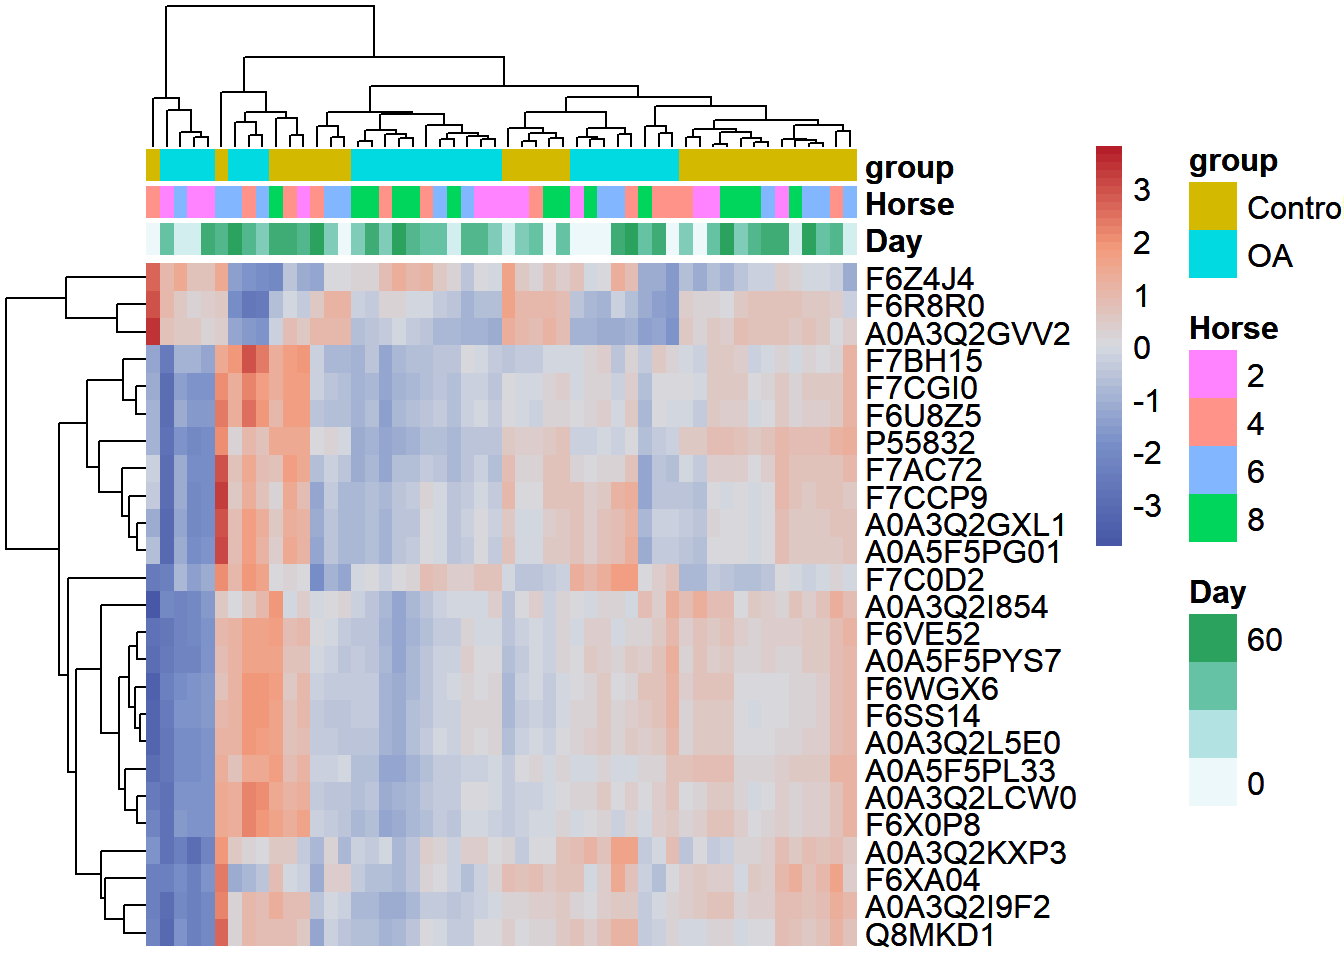 group
Horse
Day
F6Z4J4
F6R8R0
A0A3Q2GVV2
F7BH15
F7CGI0
F6U8Z5
P55832
F7AC72
F7CCP9
A0A3Q2GXL1
A0A5F5PG01
F7C0D2
A0A3Q2I854
F6VE52
A0A5F5PYS7
F6WGX6
F6SS14
A0A3Q2L5E0
A0A5F5PL33
A0A3Q2LCW0
F6X0P8
A0A3Q2KXP3
F6XA04
A0A3Q2I9F2
Q8MKD1
3
2
1
0
-1
-2
-3
group
Contro
OA
Horse
2
4
6
8
Day
60
0